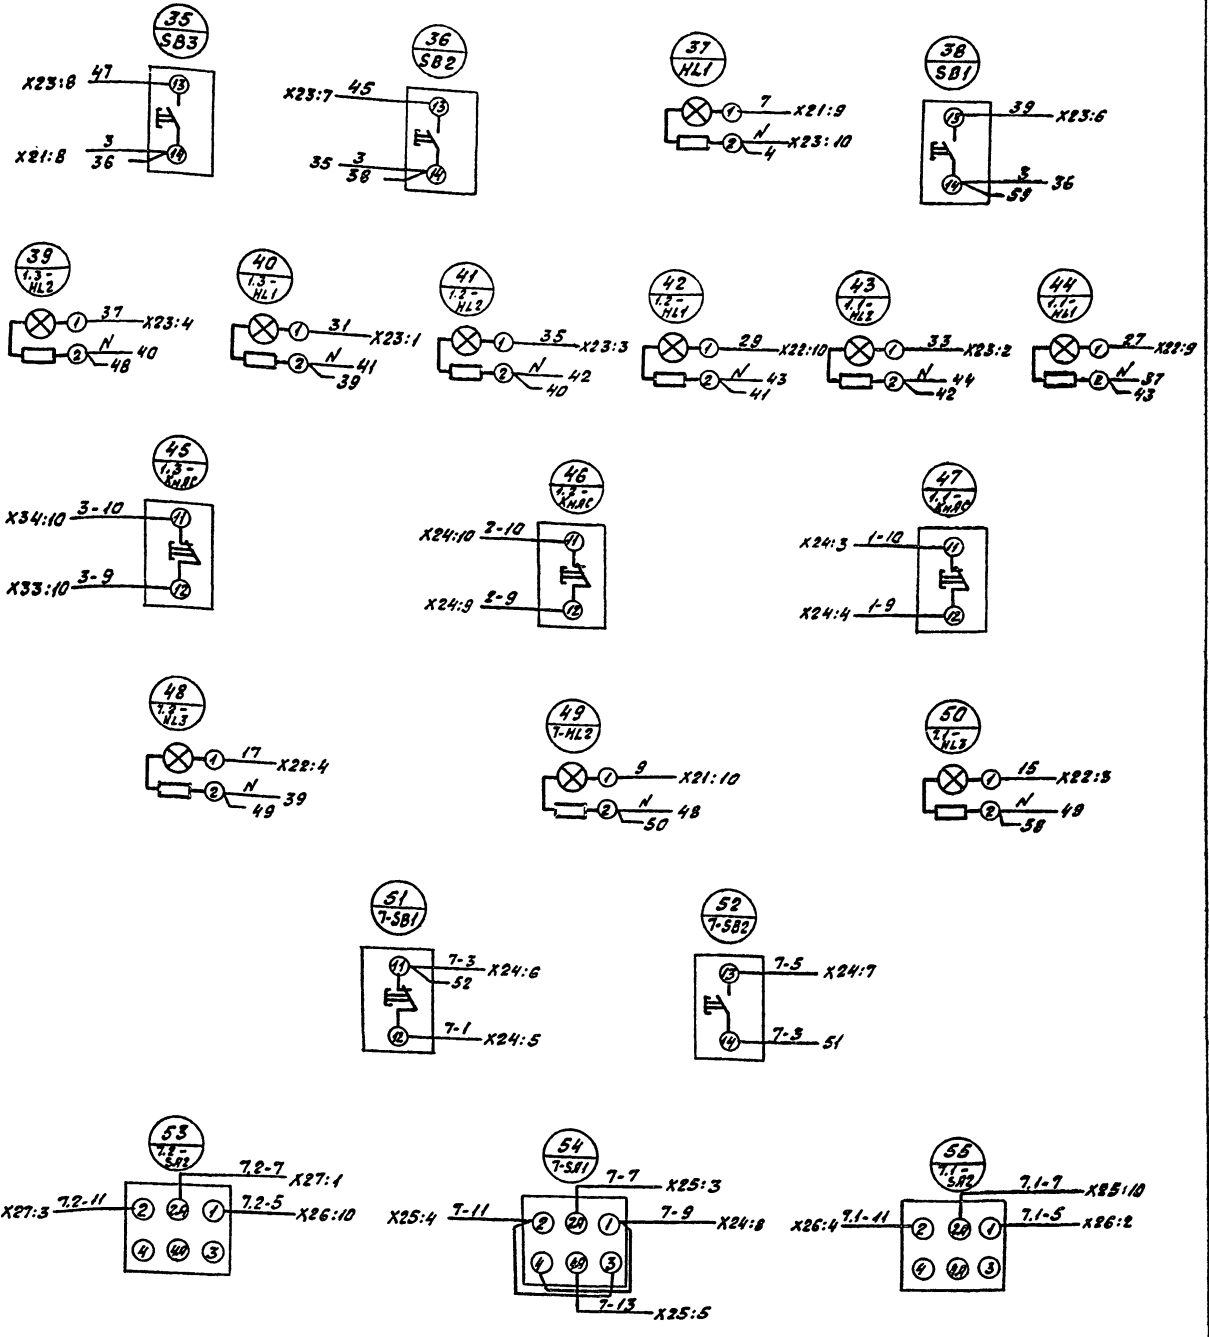 35
SB3
X23:8 47 13
X21:8 3 14
36
36
SB2
X23:7 45 13
35 3 14
38
37
HL1
1 7 X21:9
2 N X23:10
4
38
SB1
13 39 X23:6
14 3 36
59
39
1.3-
HL2
1 37 X23:4
2 N 40
48
40
1.3-
HL1
1 31 X23:1
2 N 41
39
41
1.2-
HL2
1 35 X23:3
2 N 42
40
42
1.2-
HL1
1 29 X22:10
2 N 43
41
43
1.1-
HL2
1 33 X23:2
2 N 44
42
44
1.1-
HL1
1 27 X22:9
2 N 37
43
45
1.3-
KнAC
X34:10 3-10 11
X33:10 3-9 12
46
1.2-
KнAC
X24:10 2-10 11
X24:9 2-9 12
47
1.1-
KнAC
X24:3 1-10 11
X24:4 1-9 12
48
7.2-
HL3
1 17 X22:4
2 N 39
49
49
7-HL2
1 9 X21:10
2 N 48
50
50
7.1-
HL3
1 15 X22:3
2 N 49
58
51
7-SB1
11 7-3 X24:6
52
12 7-1 X24:5
52
7-SB2
13 7-5 X24:7
14 7-3 51
53
7.2-
SA2
7.2-7 X27:1
X27:3 7.2-11 2 2A 1 7.2-5 X26:10
4 4A 3
54
7-SA1
7-7 X25:3
X25:4 7-11 2 2A 1 7-9 X24:8
4 4A 3
7-13 X25:5
55
7.1-
SA2
7.1-7 X25:10
X26:4 7.1-11 2 2A 1 7.1-5 X26:2
4 4A 3